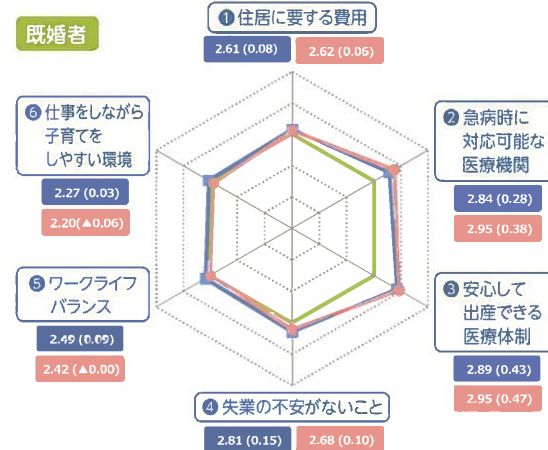 既婚者
❶住居に要する費用
2.61 (0.08) 2.62 (0.06)
❷急病時に
対応可能な
医療機関
2.84 (0.28)
2.95 (0.38)
❸安心して
出産できる
医療体制
2.89 (0.43)
2.95 (0.47)
❹失業の不安がないこと
2.81 (0.15) 2.68 (0.10)
❺ワークライフ
バランス
2.49 (0.09)
2.42 (▲0.00)
❻仕事をしながら
子育てを
しやすい環境
2.27 (0.03)
2.20(▲0.06)